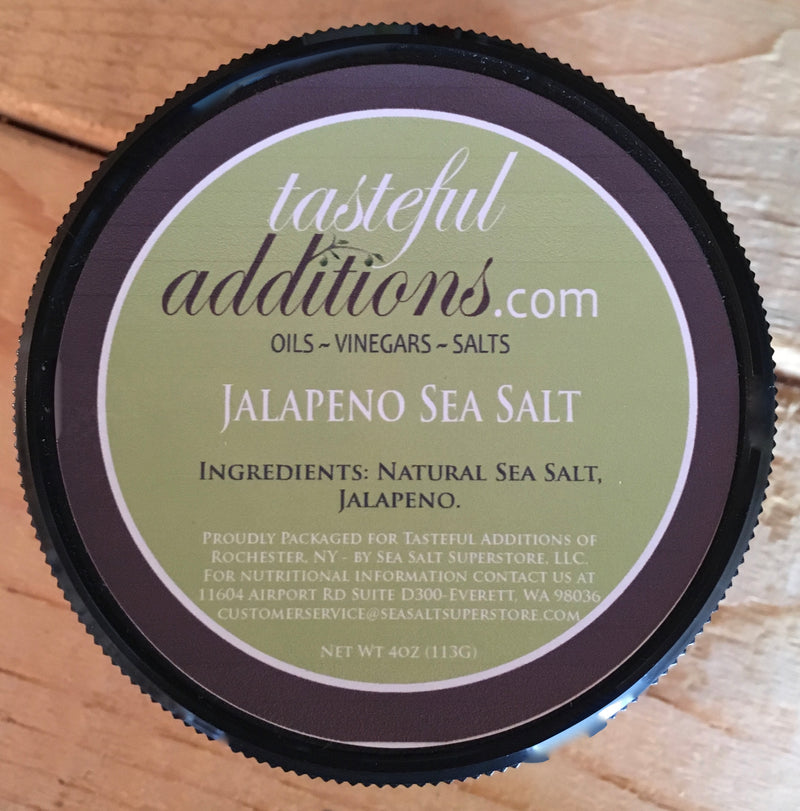 tasteful
additions.com
OILS ~ VINEGARS ~ SALTS
JALAPENO SEA SALT
INGREDIENTS: NATURAL SEA SALT,
JALAPENO.
PROUDLY PACKAGED FOR TASTEFUL ADDITIONS OF
ROCHESTER, NY - BY SEA SALT SUPERSTORE, LLC.
FOR NUTRITIONAL INFORMATION CONTACT US AT
11604 AIRPORT RD SUITE D300-EVERETT, WA 98036
CUSTOMERSERVICE@SEASALTSUPERSTORE.COM
NET WT 4OZ (113G)